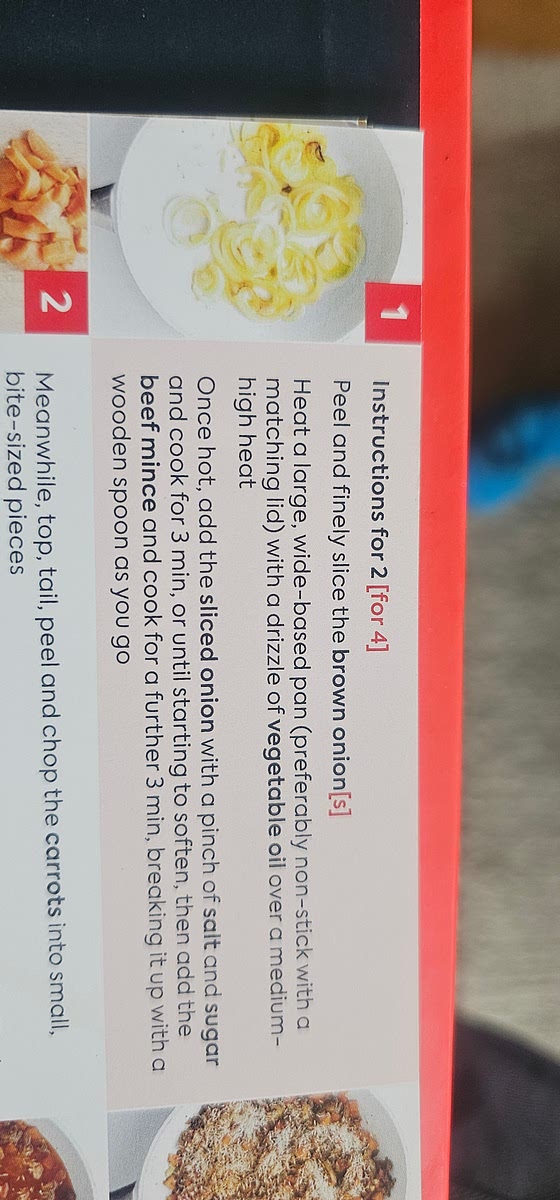 1
Instructions for 2 [for 4]
Peel and finely slice the brown onion[s]
Heat a large, wide-based pan (preferably non-stick with a
matching lid) with a drizzle of vegetable oil over a medium-
high heat
Once hot, add the sliced onion with a pinch of salt and sugar
and cook for 3 min, or until starting to soften, then add the
beef mince and cook for a further 3 min, breaking it up with a
wooden spoon as you go
2
Meanwhile, top, tail, peel and chop the carrots into small,
bite-sized pieces